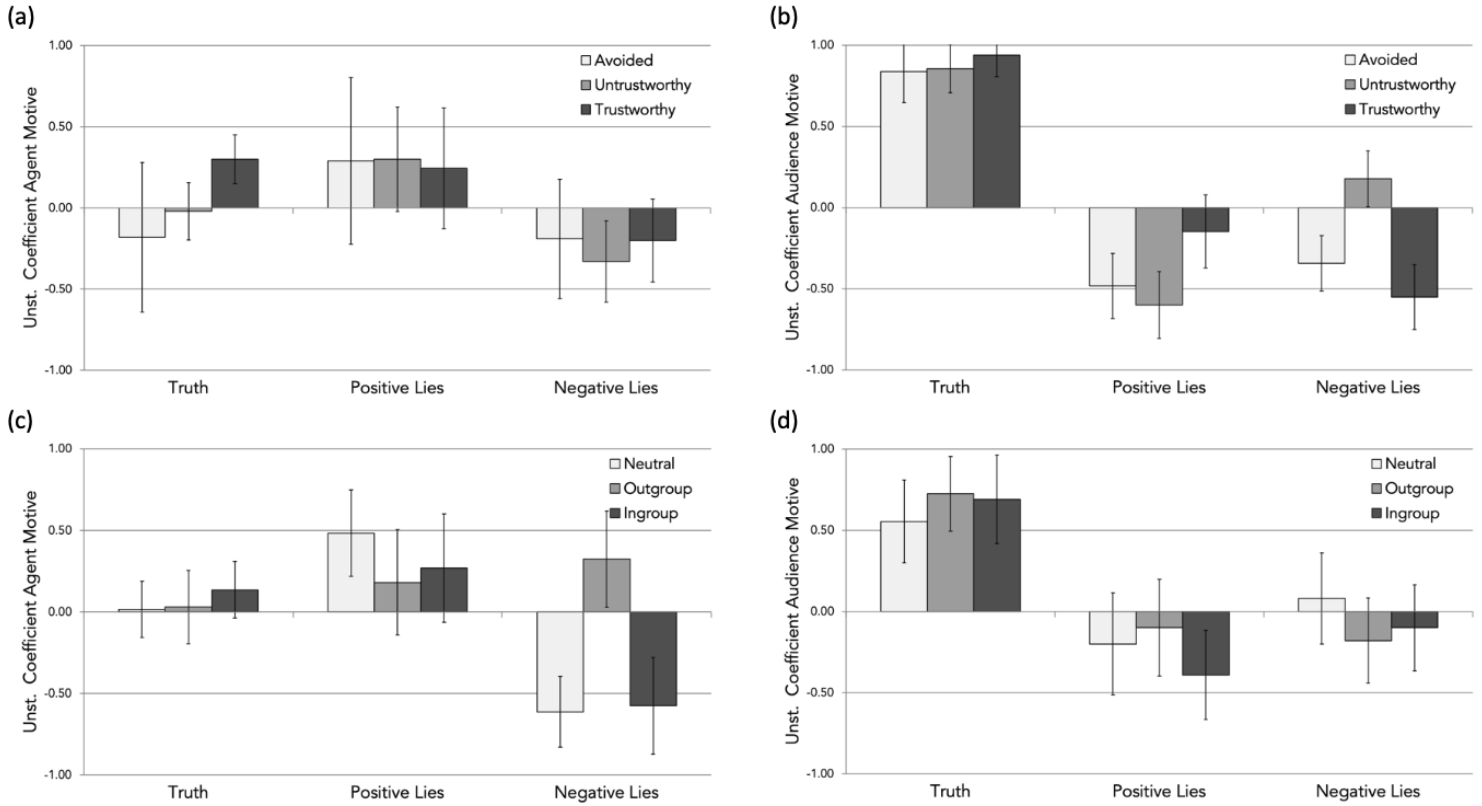 (a)
Unst. Coefficient Agent Motive
1.00
0.50
0.00
-0.50
-1.00
Avoided
Untrustworthy
Trustworthy
Truth
Positive Lies
Negative Lies
(b)
Unst. Coefficient Audience Motive
1.00
0.50
0.00
-0.50
-1.00
Avoided
Untrustworthy
Trustworthy
Truth
Positive Lies
Negative Lies
(c)
Unst. Coefficient Agent Motive
1.00
0.50
0.00
-0.50
-1.00
Neutral
Outgroup
Ingroup
Truth
Positive Lies
Negative Lies
(d)
Unst. Coefficient Audience Motive
1.00
0.50
0.00
-0.50
-1.00
Neutral
Outgroup
Ingroup
Truth
Positive Lies
Negative Lies